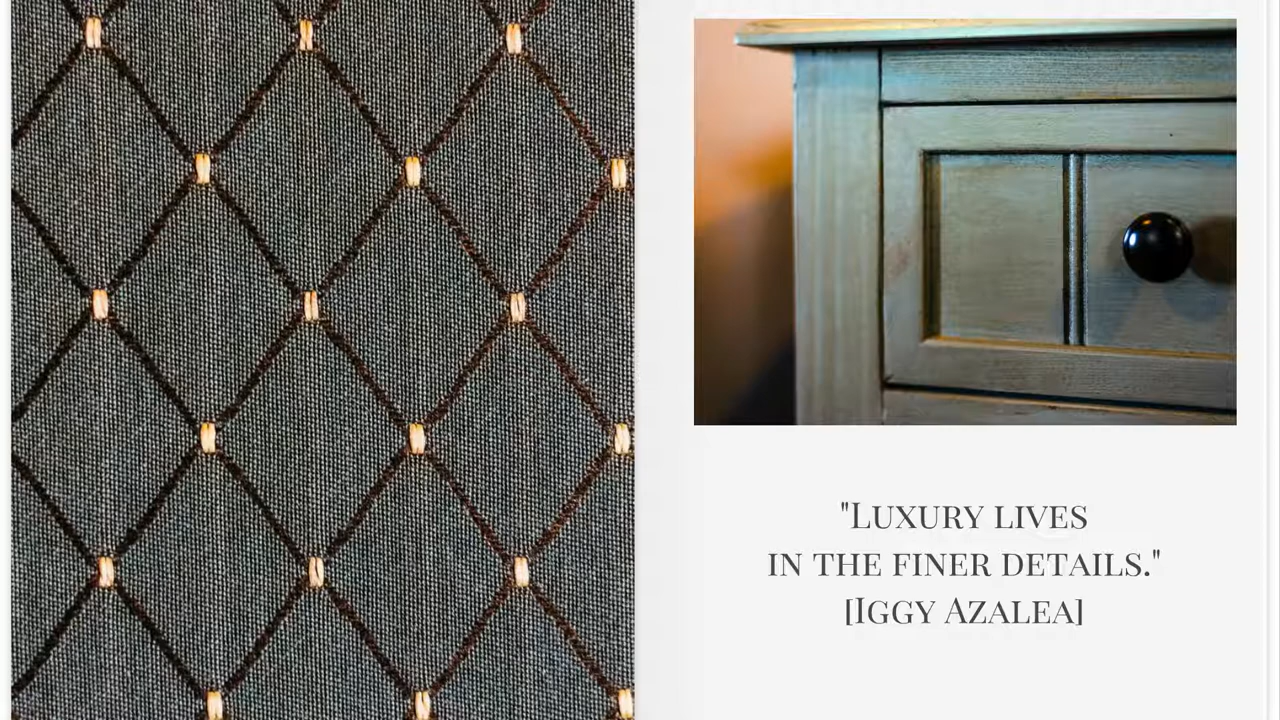 "Luxury lives
in the finer details."
[Iggy Azalea]